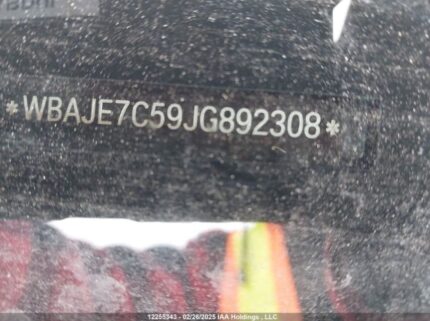 *WBAJE7C59JG892308*
12255343 - 02/26/2025 IAA Holdings , LLC